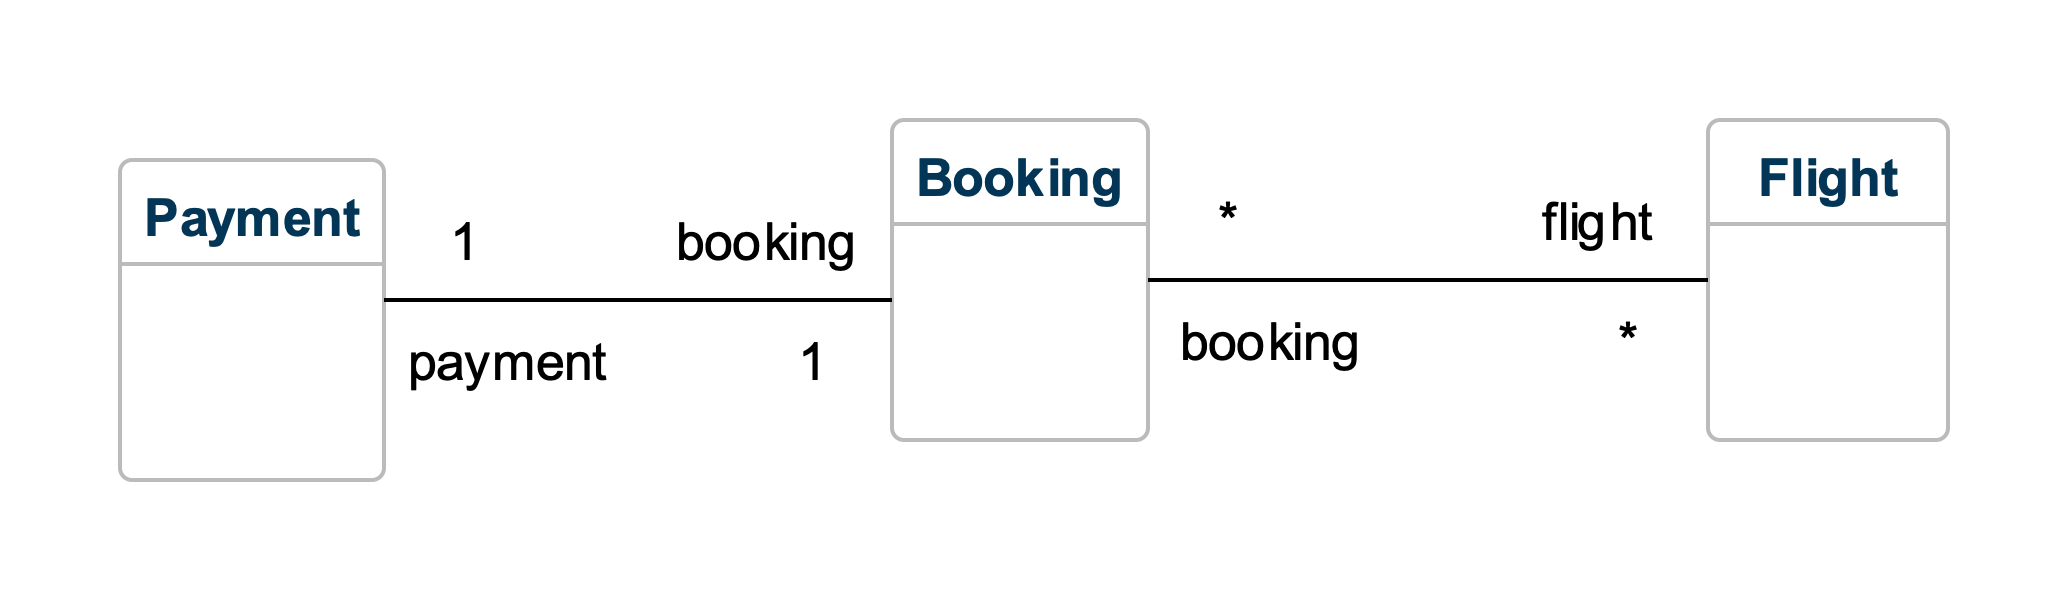 Payment
1
booking
payment
1
Booking
*
flight
booking
*
Flight